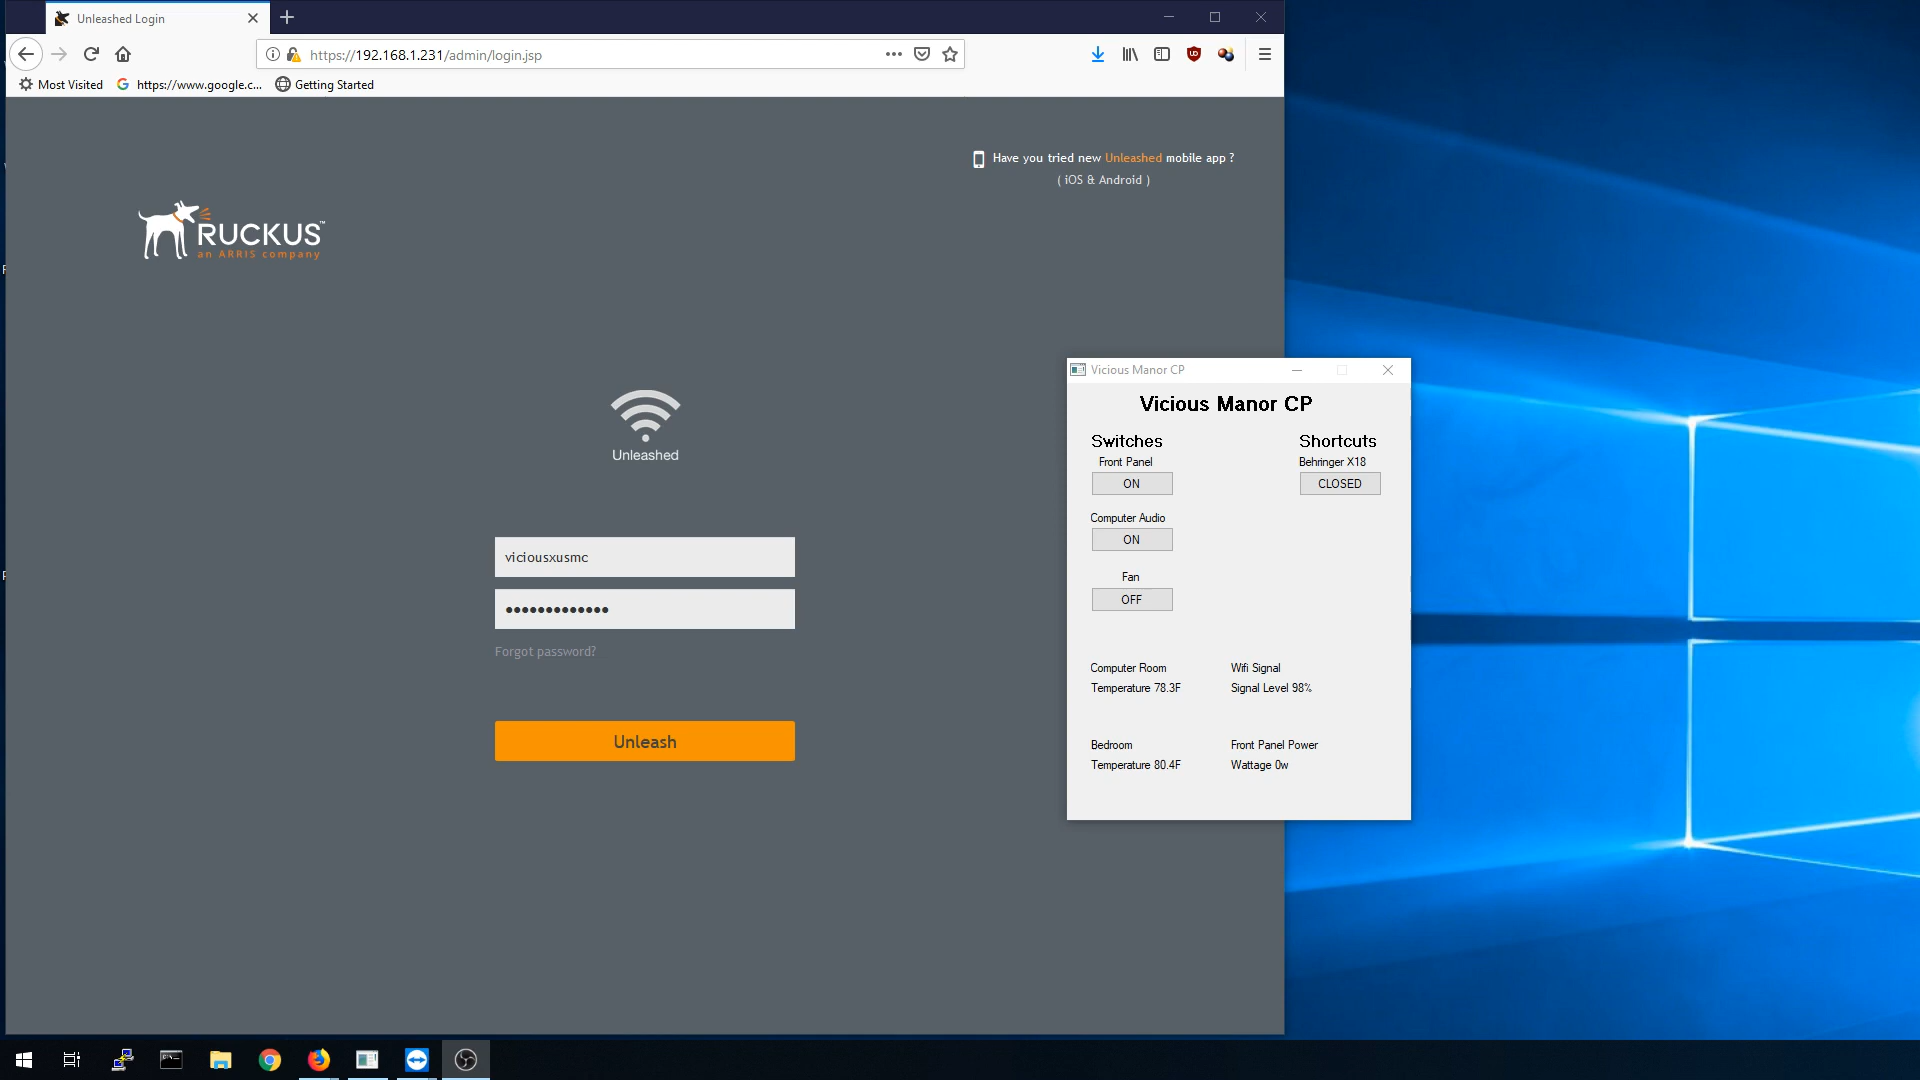 Unleashed Login
https://192.168.1.231/admin/login.jsp
Most Visited
https://www.google.c...
Getting Started
Have you tried new Unleashed mobile app ?
( iOS & Android )
RUCKUS™
an ARRIS company
Unleashed
viciousxusmc
Forgot password?
Unleash
Vicious Manor CP
Vicious Manor CP
Switches
Shortcuts
Front Panel
Behringer X18
ON
CLOSED
Computer Audio
ON
Fan
OFF
Computer Room
Wifi Signal
Temperature 78.3F
Signal Level 98%
Bedroom
Front Panel Power
Temperature 80.4F
Wattage 0w